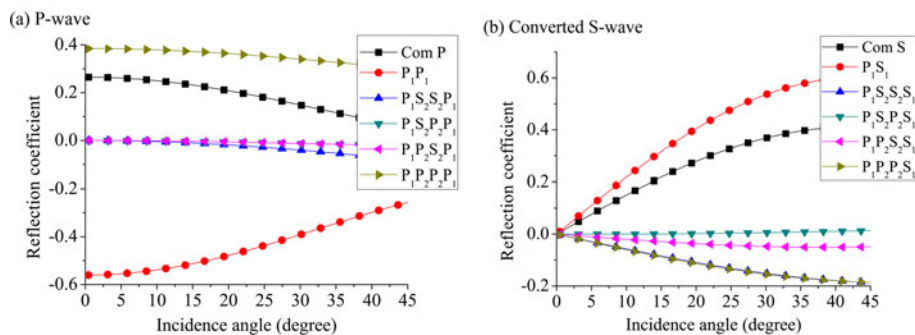 (a) P-wave
Reflection coefficient
0.4
0.2
0.0
-0.2
-0.4
-0.6
0 5 10 15 20 25 30 35 40 45
Incidence angle (degree)
Com P
P₁P₁
P₁S₂S₂P₁
P₁S₂P₂P₁
P₁P₂S₂P₁
P₁P₂P₂P₁
(b) Converted S-wave
Reflection coefficient
0.6
0.4
0.2
0.0
-0.2
0 5 10 15 20 25 30 35 40 45
Incidence angle (degree)
Com S
P₁S₁
P₁S₂S₂S₁
P₁S₂P₂S₁
P₁P₂S₂S₁
P₁P₂P₂S₁